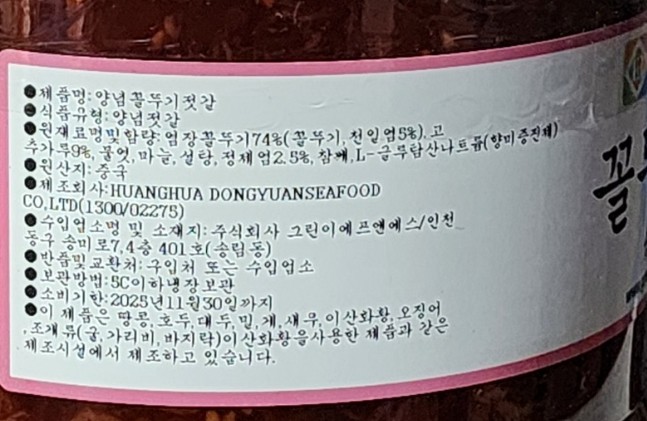 ●제품명:양념꼴뚜기젓갈
●식품유형:양념젓갈
●원재료명및함량:염장꼴뚜기74%(꼴뚜기,천일염5%),고
추가루9%,물엿,마늘,설탕,정제염2.5%,참깨,L-글루탐산나트륨(향미증진제)
●원산지:중국
●제조회사:HUANGHUA DONGYUANSEAFOOD
CO,LTD(1300/02275)
●수입업소명 및 소재지:주식회사 그린이에프앤에스/인천
동구 송미로7,4층 401호(송림동)
●반품및교환처:구입처 또는 수입업소
●보관방법:5C이하냉장보관
●소비기한:2025년11월30일까지
●이 제품은 땅콩,호두,대두,밀,게,새우,이산화황,오징어
,조개류(굴,가리비,바지락)이산화황을사용한 제품과 같은
제조시설에서 제조하고 있습니다.
꼴